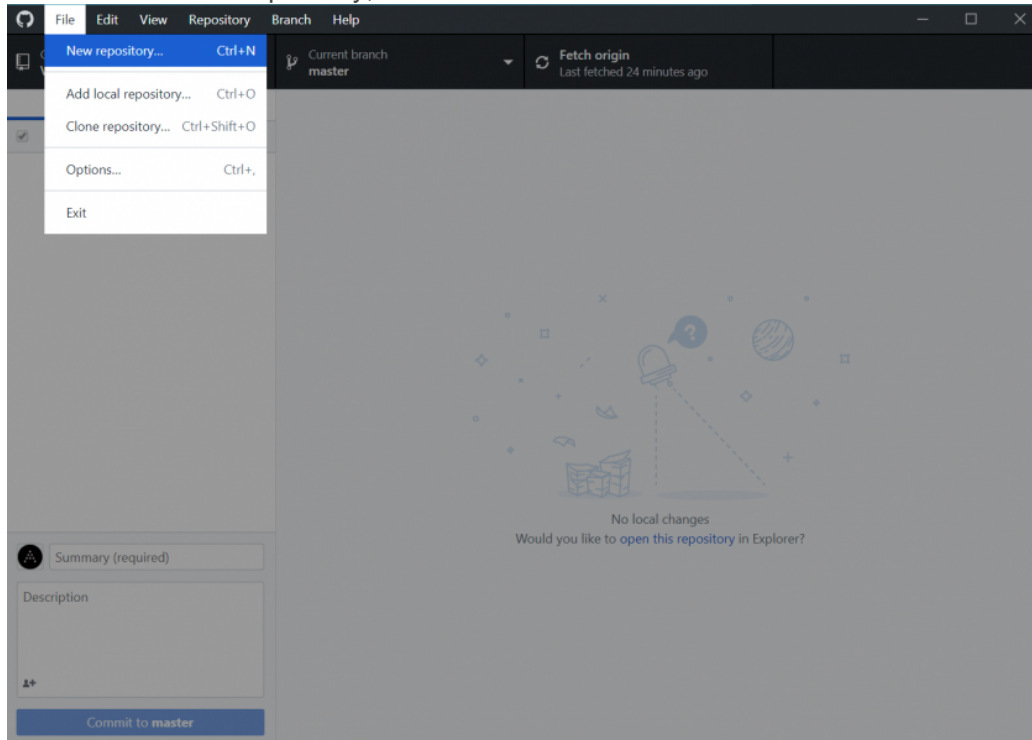 File Edit View Repository Branch Help
New repository... Ctrl+N
Add local repository... Ctrl+O
Clone repository... Ctrl+Shift+O
Options... Ctrl+,
Exit
Current branch
master
Fetch origin
Last fetched 24 minutes ago
?
No local changes
Would you like to open this repository in Explorer?
Summary (required)
Description
Commit to master